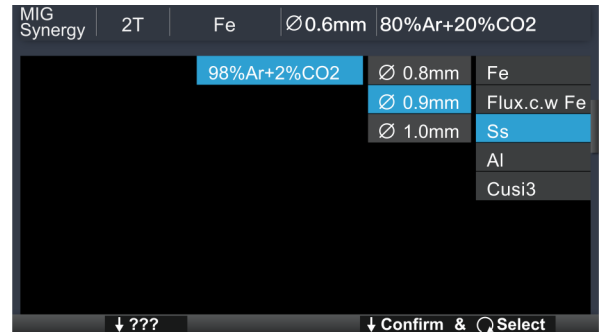 MIG Synergy 2T Fe Ø0.6mm 80%Ar+20%CO2
98%Ar+2%CO2 Ø 0.8mm Fe
Ø 0.9mm Flux.c.w Fe
Ø 1.0mm Ss
Al
Cusi3
↓??? ↓Confirm & Select